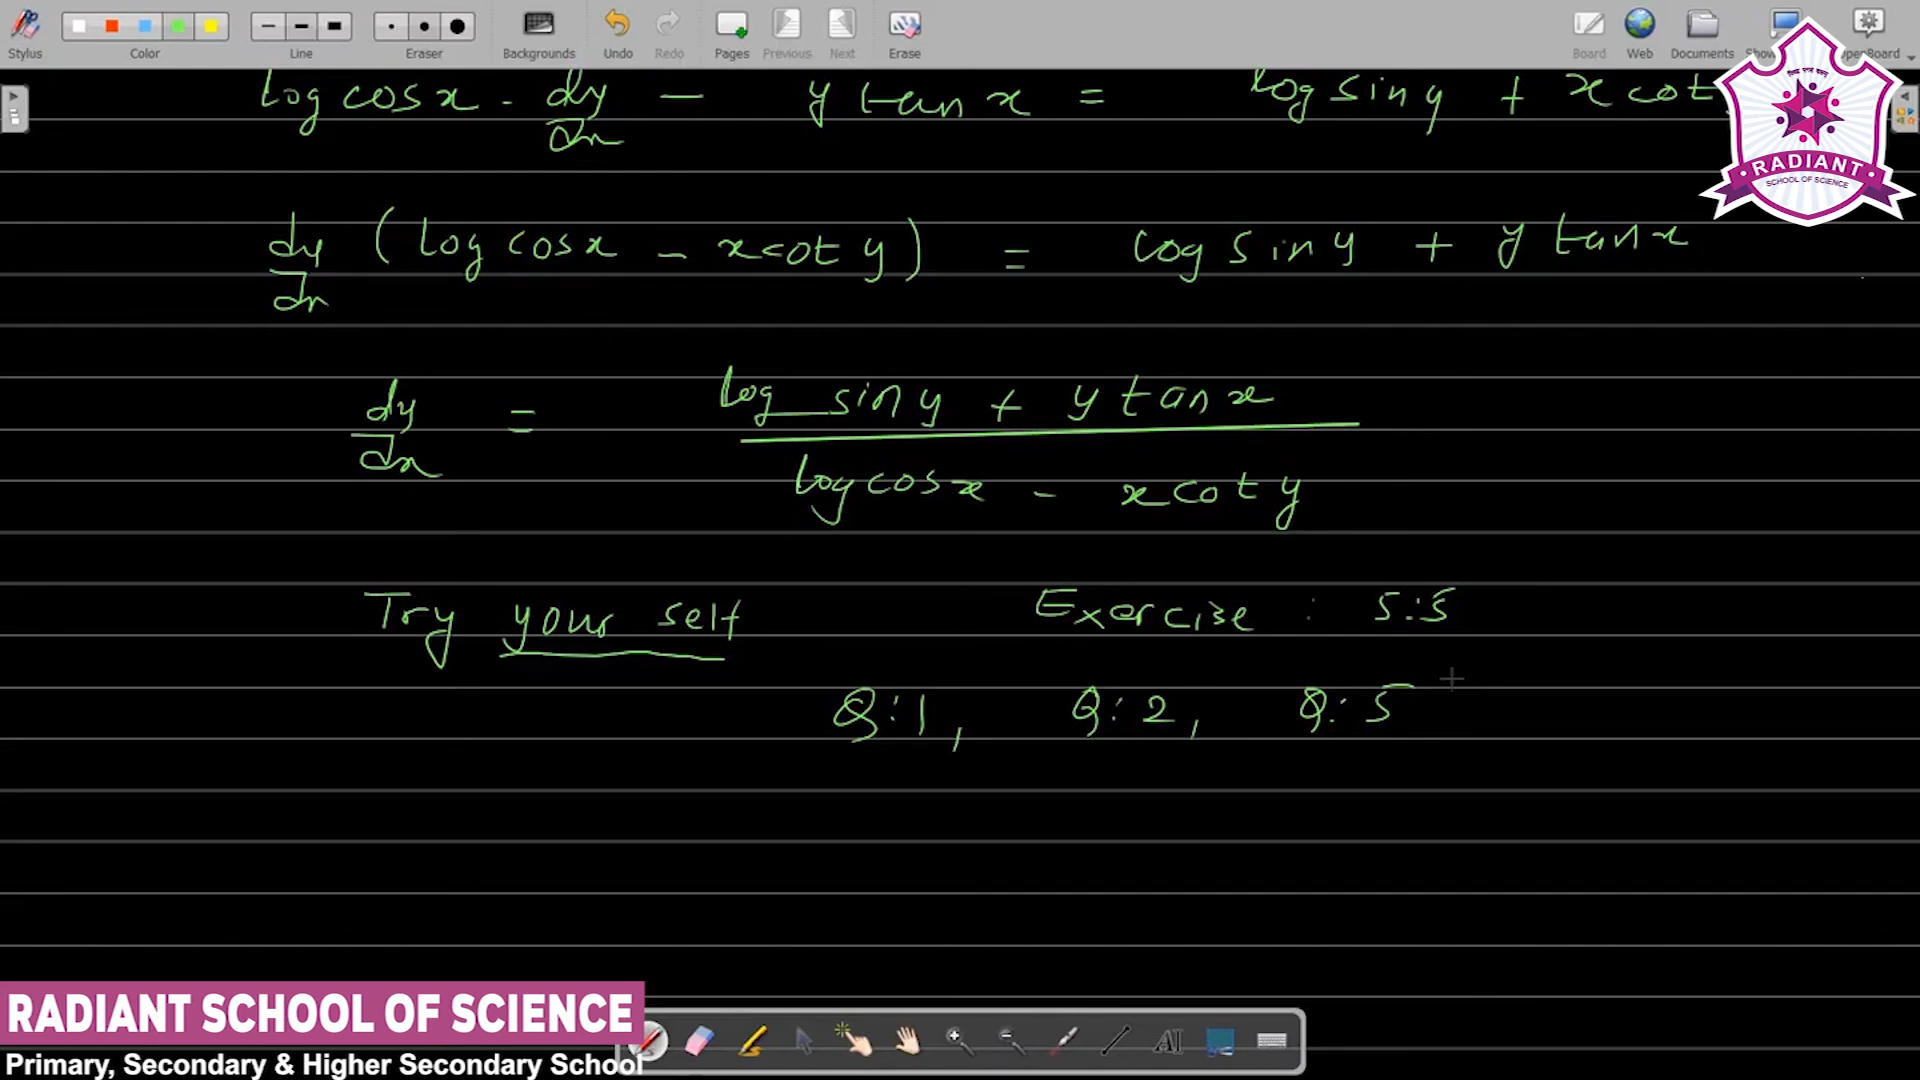 Stylus Color Line Eraser Backgrounds Undo Redo Pages Previous Next Erase Board Web Documents
log cos x . dy/dx - y tan x = log sin y + x cot
RADIANT
SCHOOL OF SCIENCE
dy/dx (log cos x - x cot y) = log sin y + y tan x
dy/dx = log sin y + y tan x
log cos x - x cot y
Try your self Exercise : 5.5
Q:1, Q:2, Q:5
RADIANT SCHOOL OF SCIENCE
Primary, Secondary & Higher Secondary School
AI